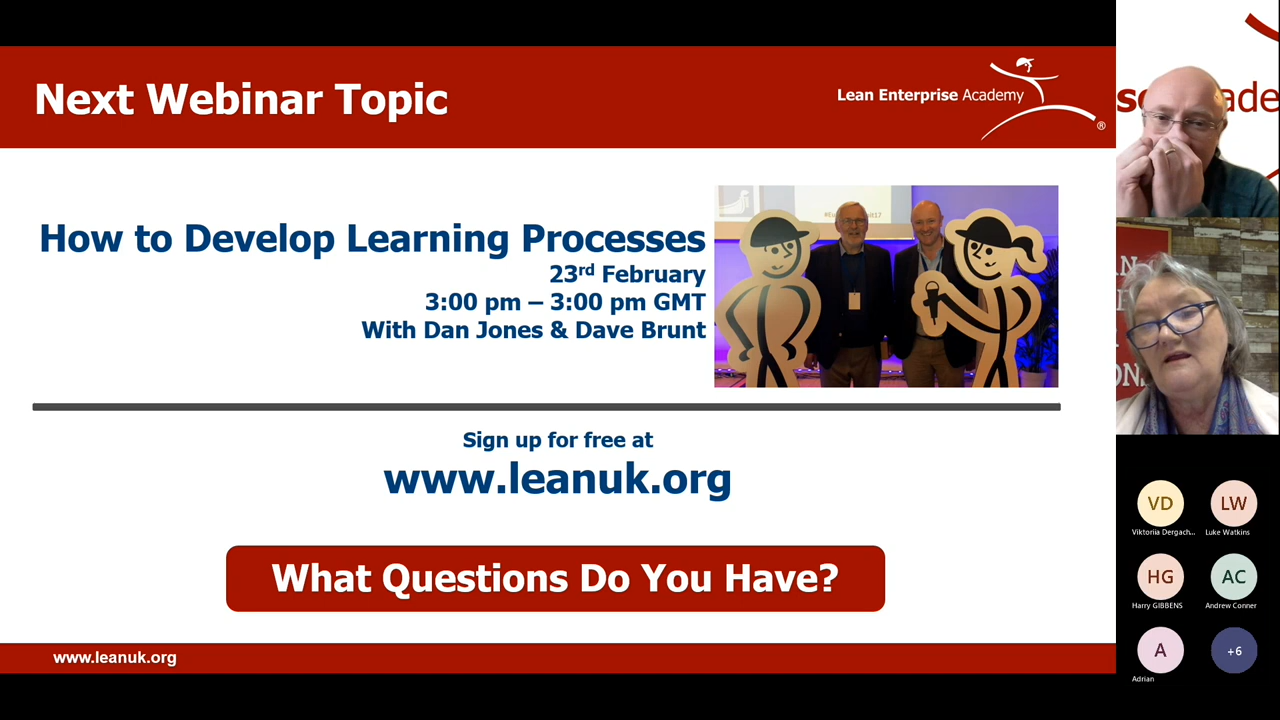 Next Webinar Topic
Lean Enterprise Academy
®
How to Develop Learning Processes
23rd February
3:00 pm – 3:00 pm GMT
With Dan Jones & Dave Brunt
Sign up for free at
www.leanuk.org
What Questions Do You Have?
www.leanuk.org
VD
Viktoriia Dergach...
LW
Luke Watkins
HG
Harry GIBBENS
AC
Andrew Conner
A
Adrian
+6